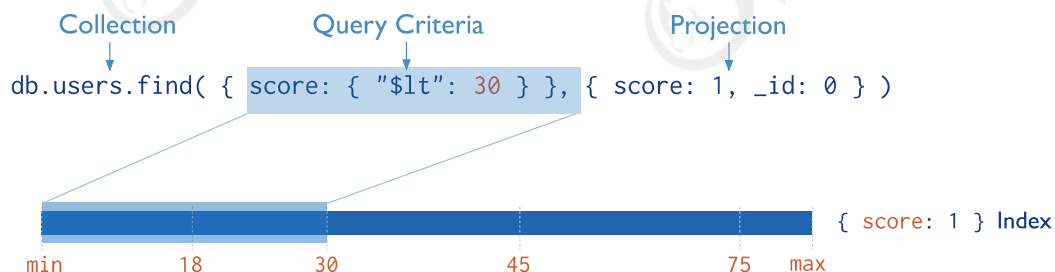 Collection Query Criteria Projection
db.users.find( { score: { "$lt": 30 } }, { score: 1, _id: 0 } )
{ score: 1 } Index
min 18 30 45 75 max